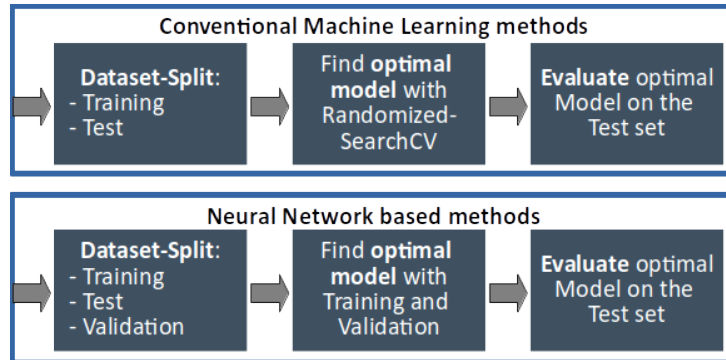 Conventional Machine Learning methods
Dataset-Split:
- Training
- Test
Find optimal
model with
Randomized-
SearchCV
Evaluate optimal
Model on the
Test set
Neural Network based methods
Dataset-Split:
- Training
- Test
- Validation
Find optimal
model with
Training and
Validation
Evaluate optimal
Model on the
Test set